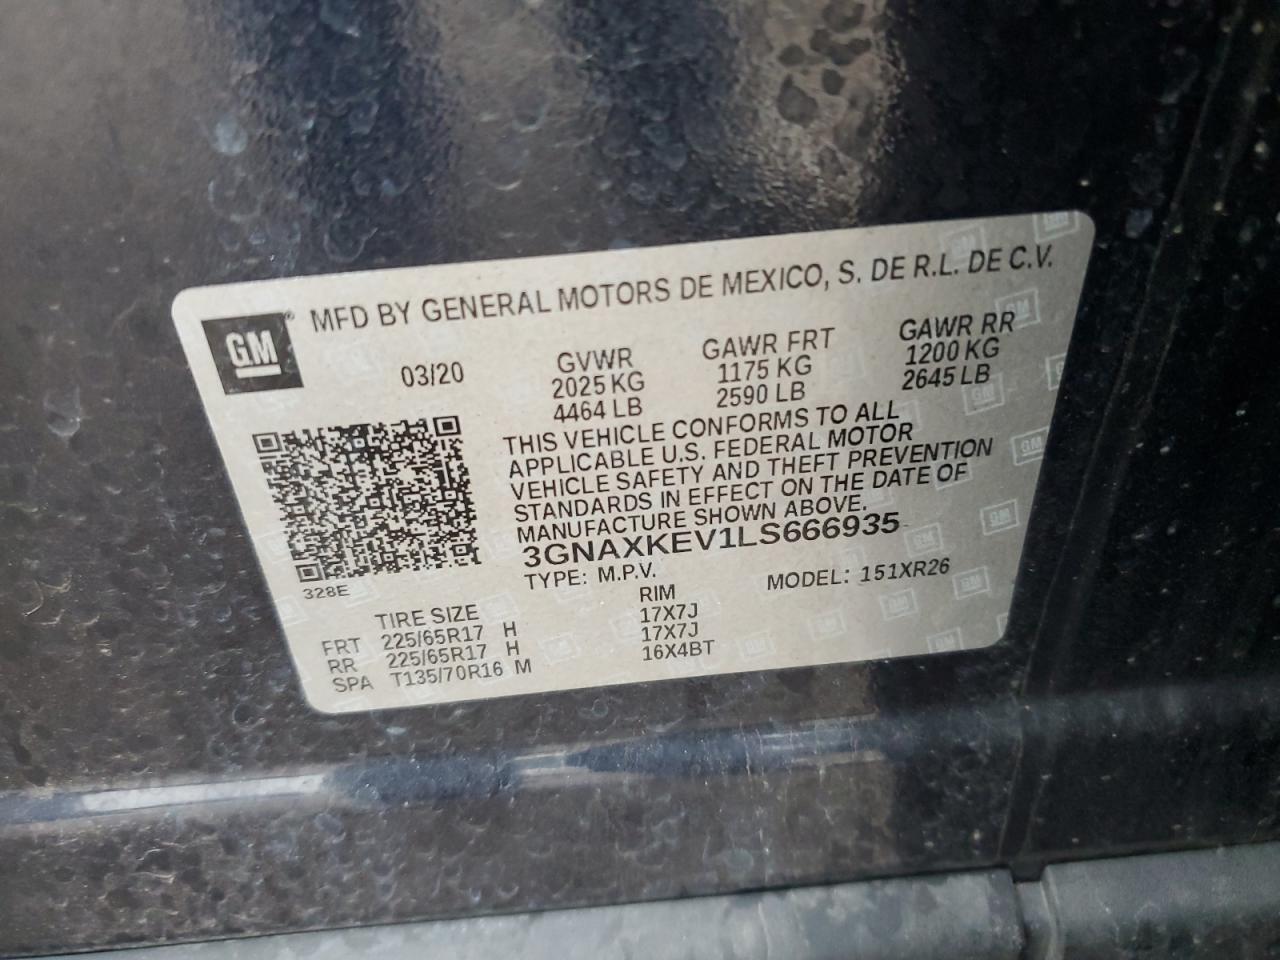 MFD BY GENERAL MOTORS DE MEXICO, S. DE R.L. DE C.V.
GM®
03/20
GVWR
2025 KG
4464 LB
GAWR FRT
1175 KG
2590 LB
GAWR RR
1200 KG
2645 LB
THIS VEHICLE CONFORMS TO ALL
APPLICABLE U.S. FEDERAL MOTOR
VEHICLE SAFETY AND THEFT PREVENTION
STANDARDS IN EFFECT ON THE DATE OF
MANUFACTURE SHOWN ABOVE.
3GNAXKEV1LS666935
TYPE: M.P.V.
MODEL: 151XR26
328E
TIRE SIZE RIM
FRT 225/65R17 H 17X7J
RR 225/65R17 H 17X7J
SPA T135/70R16 M 16X4BT